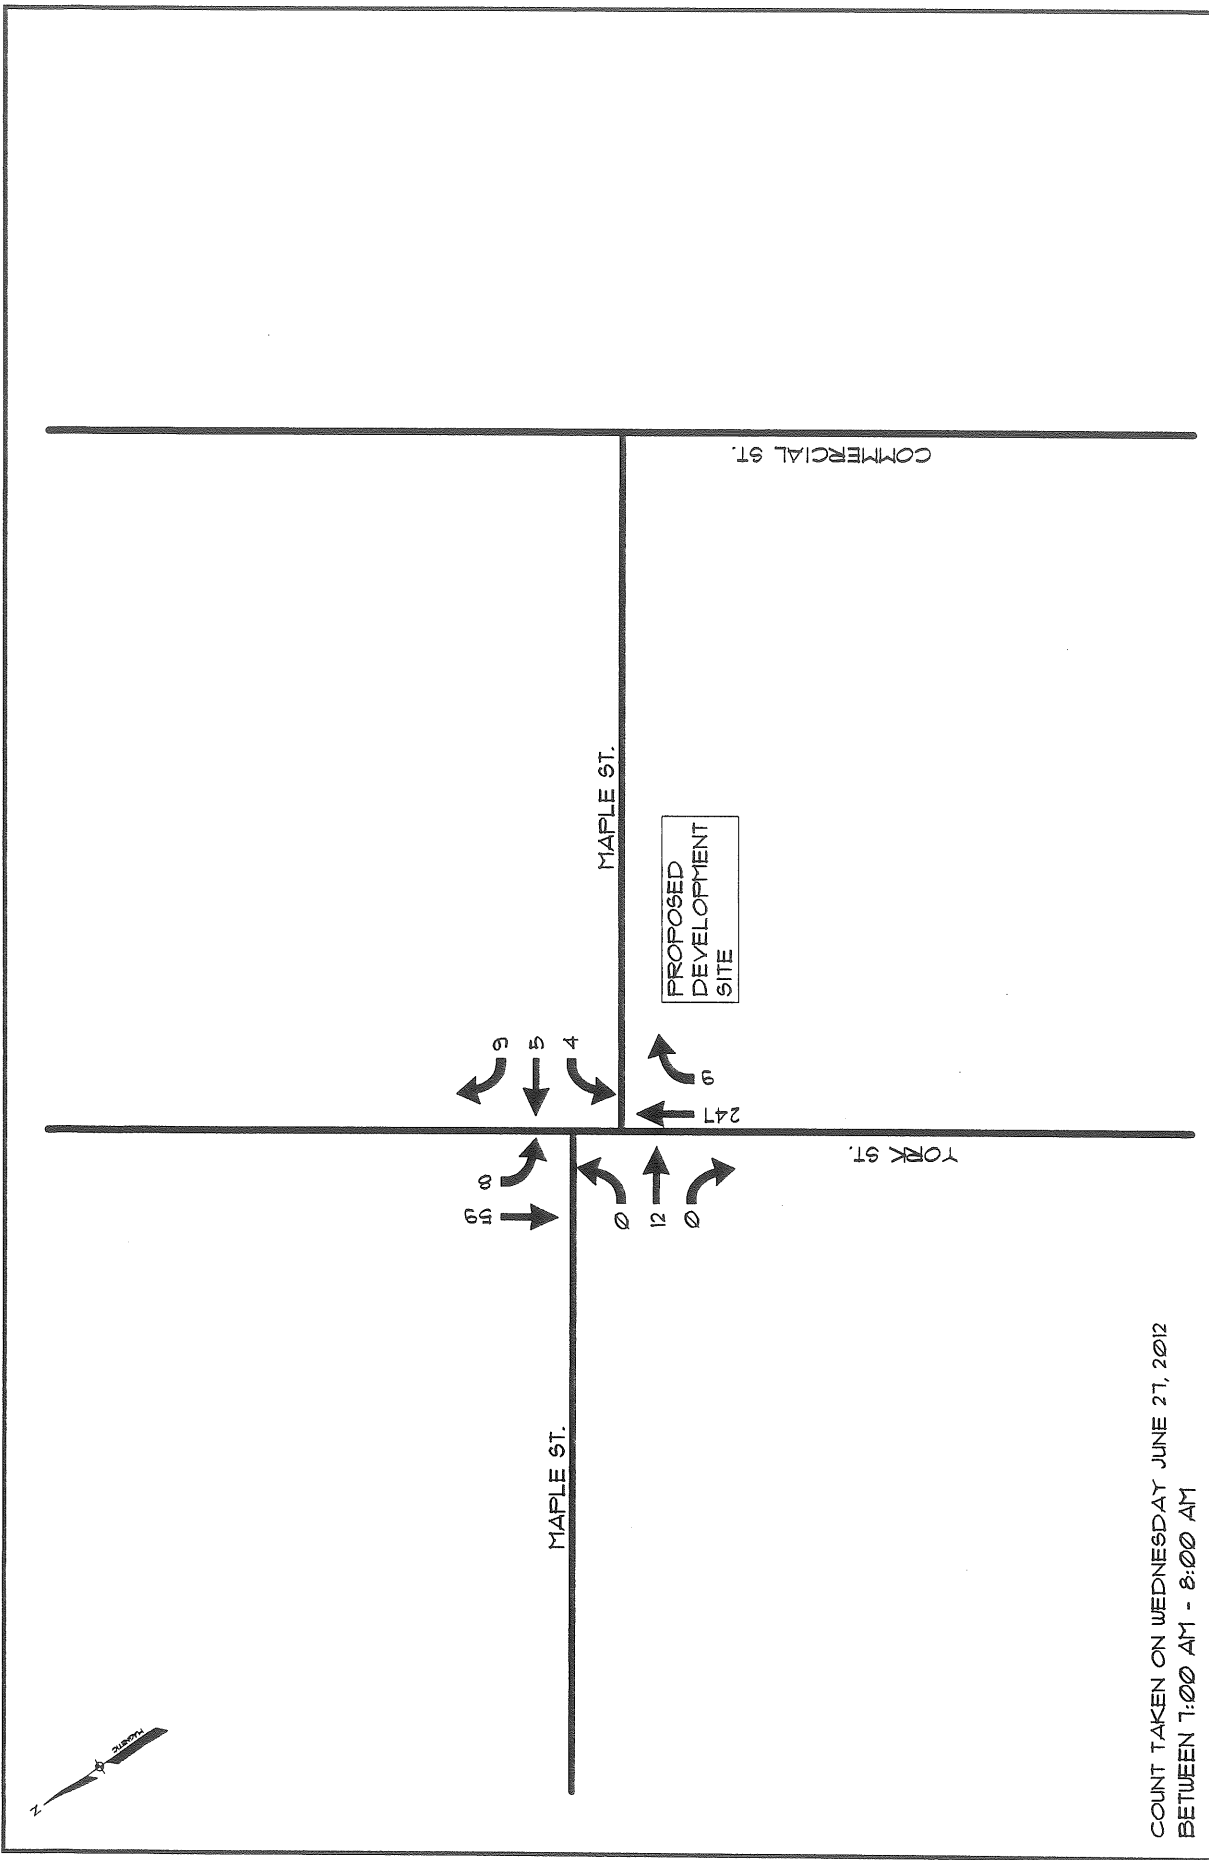 COMMERCIAL ST.
MAPLE ST.
PROPOSED
DEVELOPMENT
SITE
9
5
4
9
247
YORK ST.
8
59
0
12
0
MAPLE ST.
N
MAGNETIC
COUNT TAKEN ON WEDNESDAY JUNE 27, 2012
BETWEEN 7:00 AM - 8:00 AM